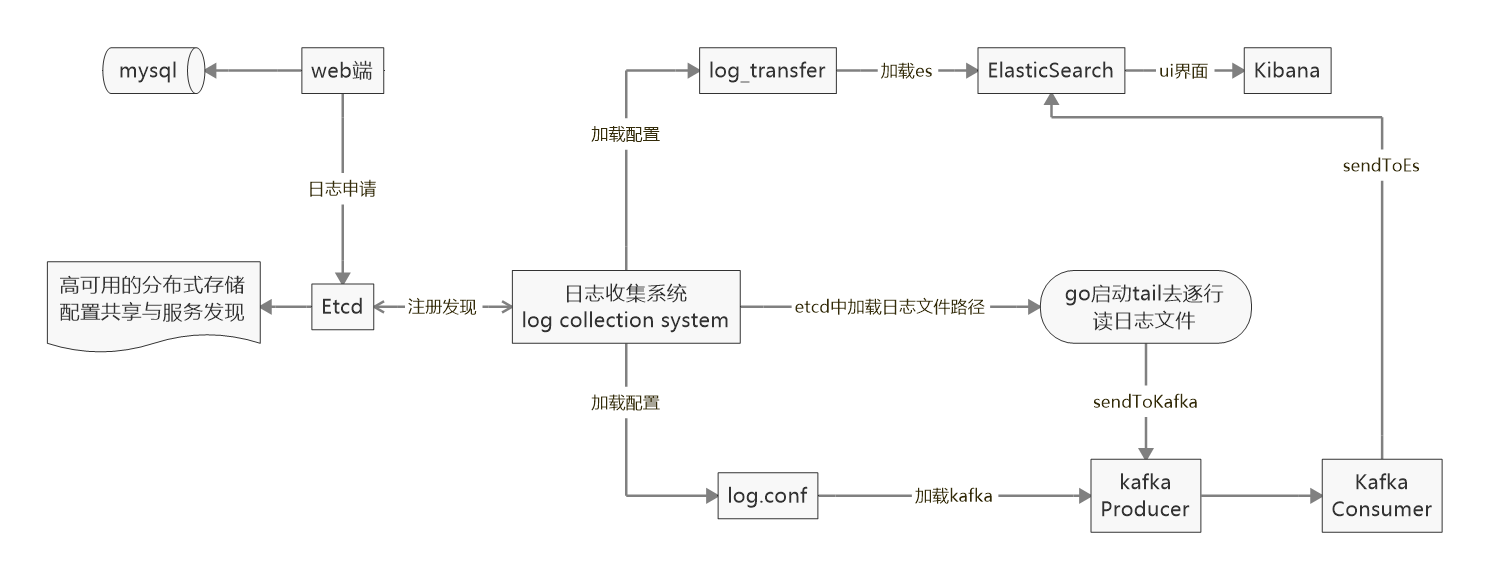 mysql
web端
log_transfer
加载es
ElasticSearch
ui界面
Kibana
加载配置
sendToEs
日志申请
高可用的分布式存储
配置共享与服务发现
Etcd
注册发现
日志收集系统
log collection system
etcd中加载日志文件路径
go启动tail去逐行
读日志文件
加载配置
sendToKafka
log.conf
加载kafka
kafka
Producer
Kafka
Consumer